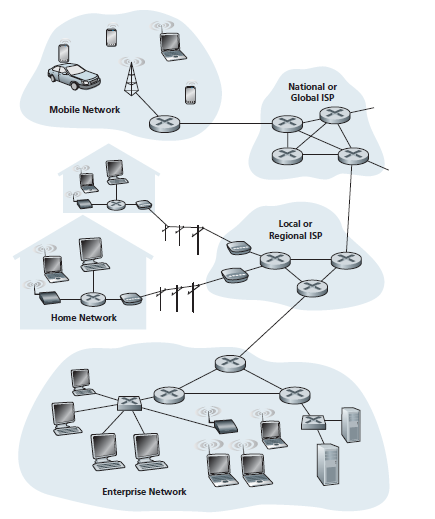 National or
Global ISP
Mobile Network
Local or
Regional ISP
Home Network
Enterprise Network